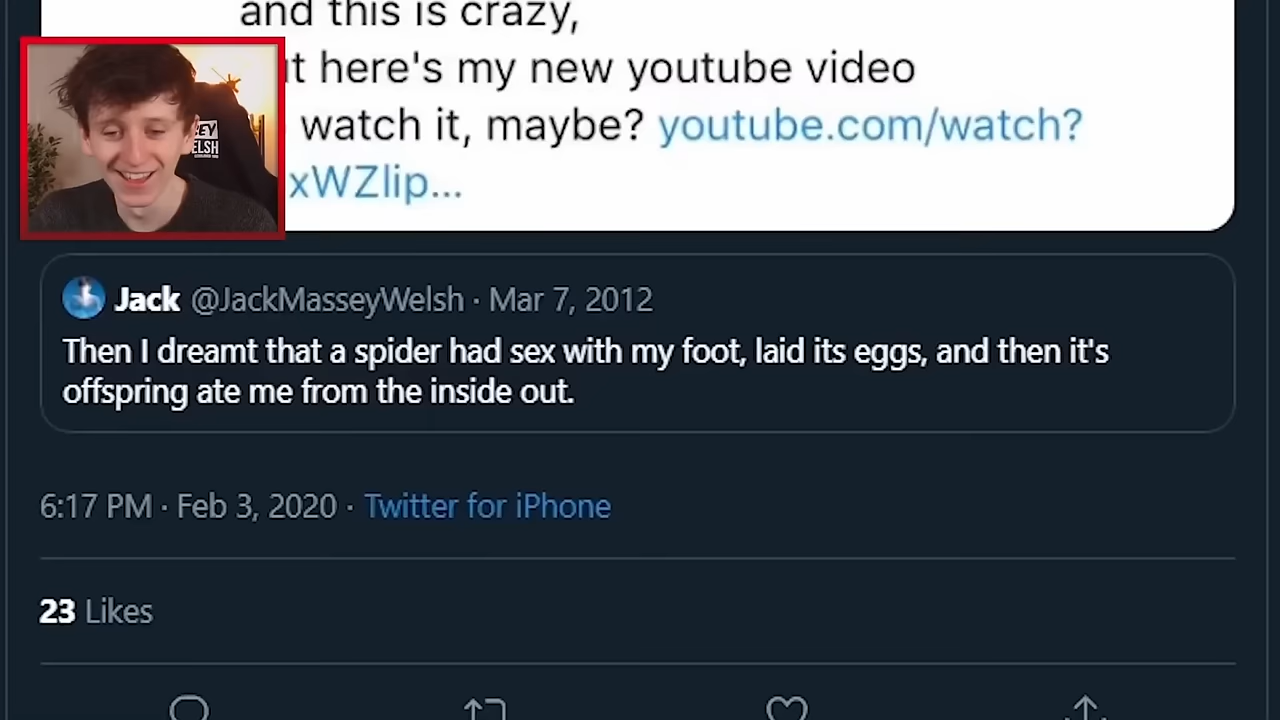 and this is crazy,
t here's my new youtube video
watch it, maybe? youtube.com/watch?
xWZlip...
EY
ELSH
Jack @JackMasseyWelsh · Mar 7, 2012
Then I dreamt that a spider had sex with my foot, laid its eggs, and then it's
offspring ate me from the inside out.
6:17 PM · Feb 3, 2020 · Twitter for iPhone
23 Likes